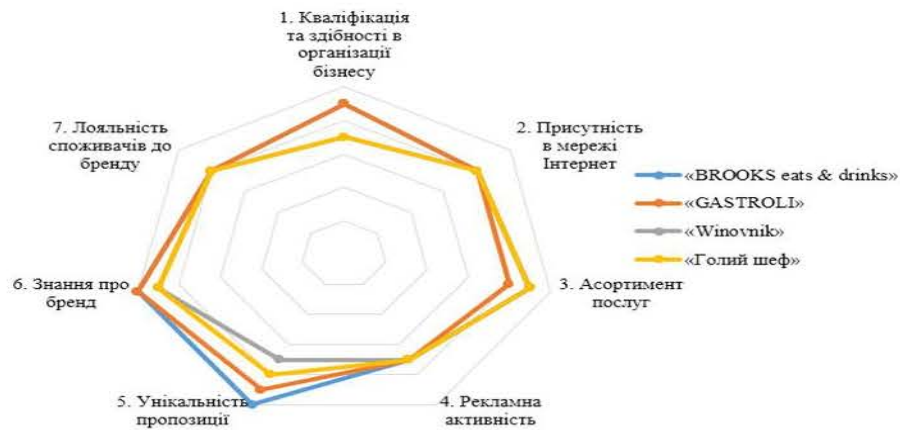 1. Кваліфікація
та здібності в
організації
бізнесу
2. Присутність
в мережі
Інтернет
3. Асортимент
послуг
4. Рекламна
активність
5. Унікальність
пропозиції
6. Знання про
бренд
7. Лояльність
споживачів до
бренду
«BROOKS eats & drinks»
«GASTROLI»
«Winovnik»
«Голий шеф»